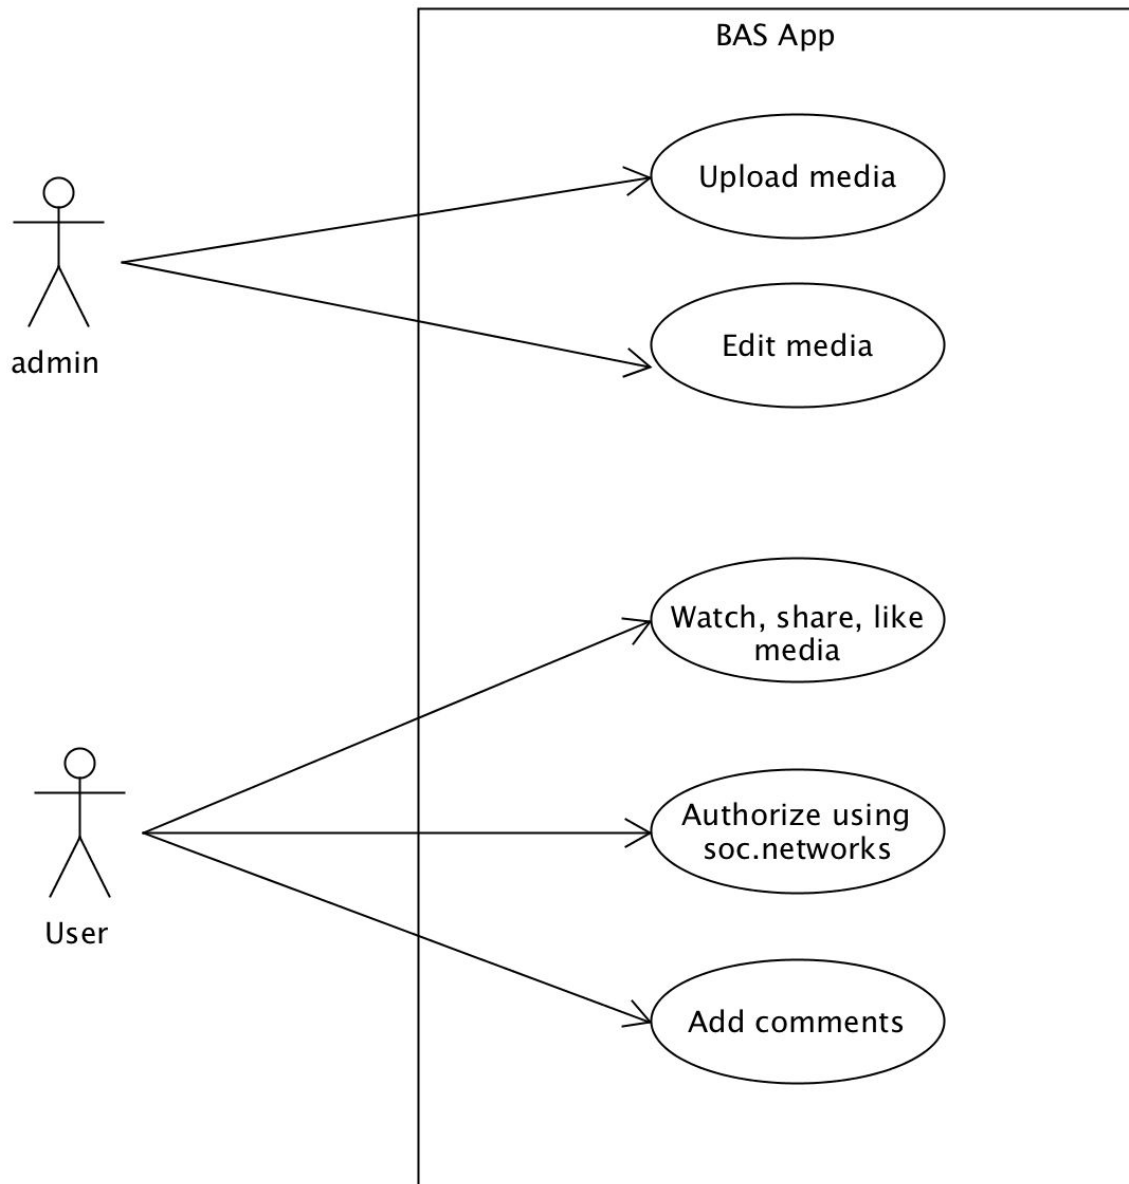 BAS App
Upload media
admin
Edit media
Watch, share, like
media
User
Authorize using
soc.networks
Add comments